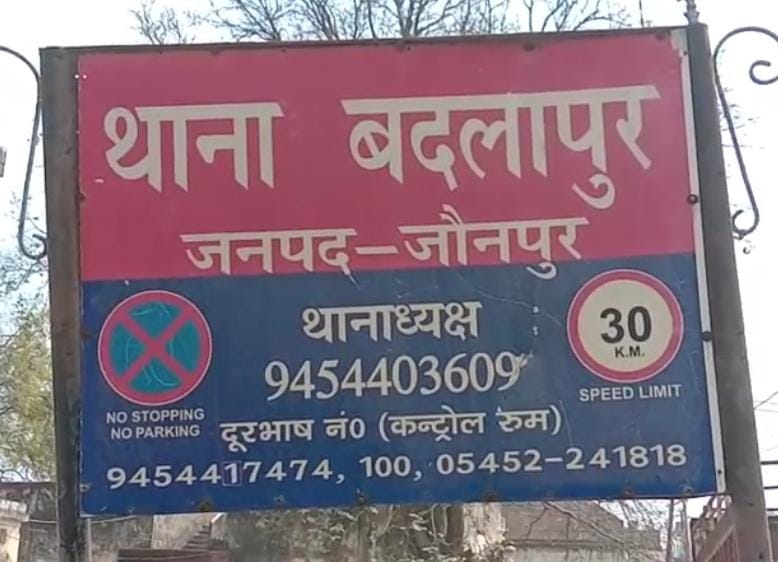 थाना बदलापुर
जनपद–जौनपुर
थानाध्यक्ष
9454403609
30
K.M.
SPEED LIMIT
NO STOPPING
NO PARKING
दूरभाष नं0 (कन्ट्रोल रुम)
9454417474, 100, 05452-241818